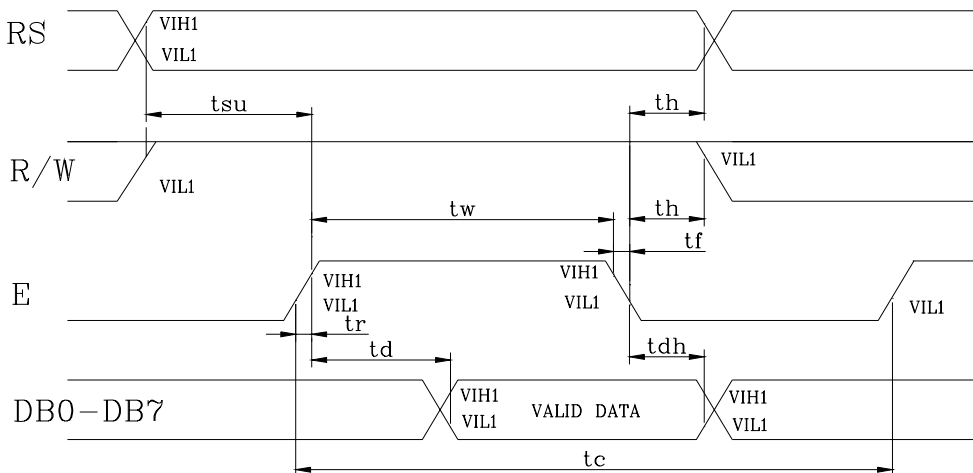 RS
VIH1
VIL1
tsu
th
R/W
VIL1
VIL1
tw
th
tf
E
VIH1
VIL1
VIH1
VIL1
VIL1
tr
td
tdh
DB0-DB7
VIH1
VIL1
VALID DATA
VIH1
VIL1
tc